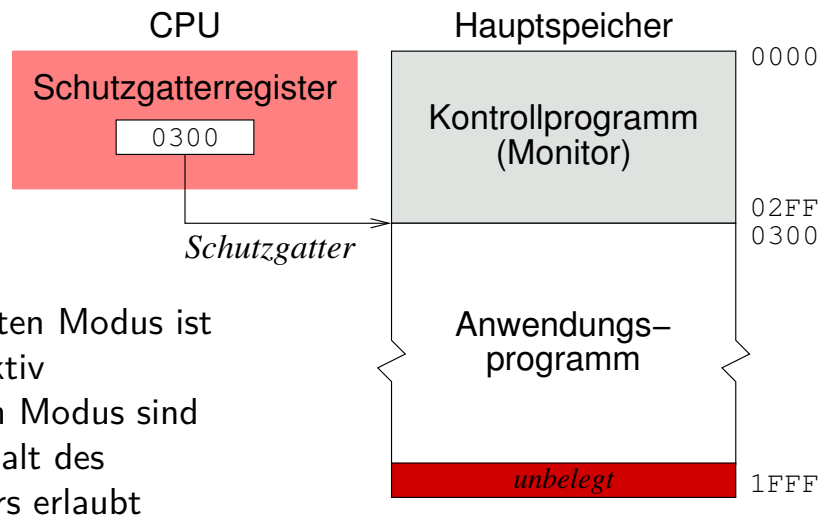 CPU
Hauptspeicher
Schutzgatterregister
0300
Schutzgatter
Kontrollprogramm
(Monitor)
0000
02FF
0300
Anwendungs–
programm
unbelegt
1FFF
ten Modus ist
ktiv
Modus sind
alt des
rs erlaubt